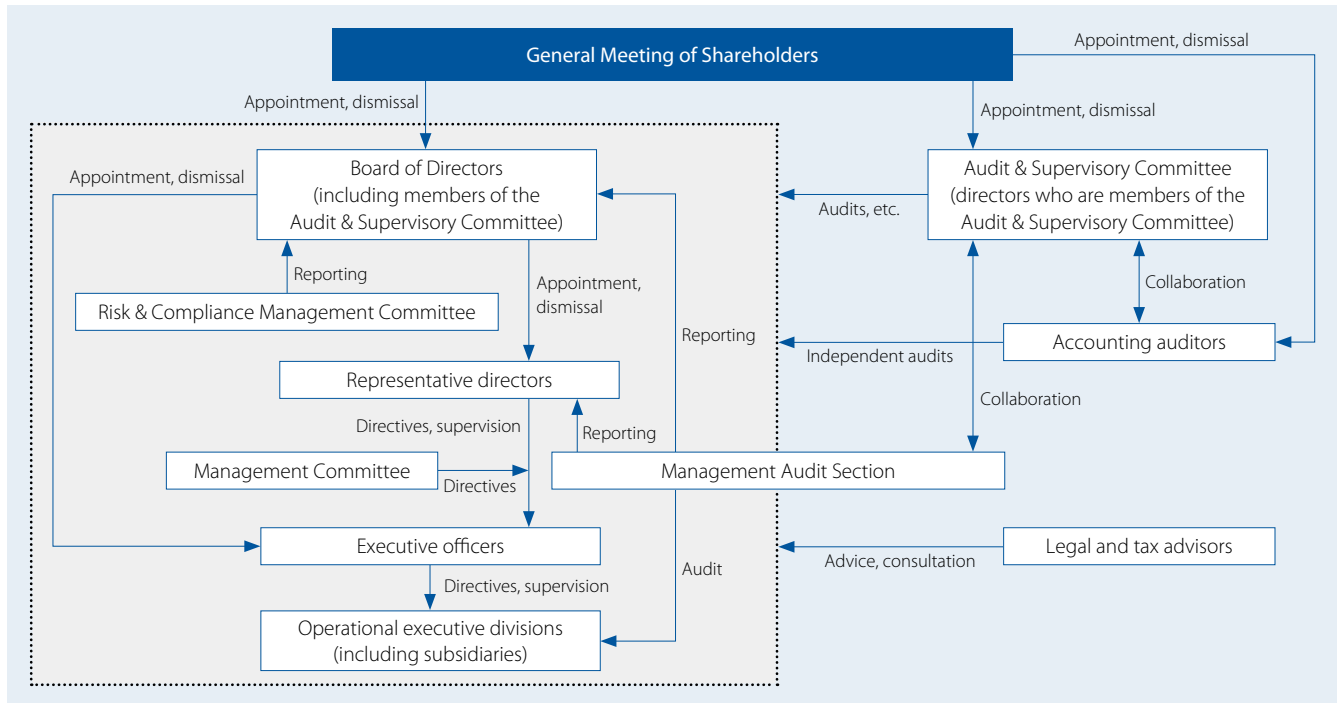 General Meeting of Shareholders
Appointment, dismissal
Appointment, dismissal
Appointment, dismissal
Board of Directors
(including members of the
Audit & Supervisory Committee)
Appointment, dismissal
Audit & Supervisory Committee
(directors who are members of the
Audit & Supervisory Committee)
Audits, etc.
Reporting
Risk & Compliance Management Committee
Appointment,
dismissal
Reporting
Collaboration
Accounting auditors
Independent audits
Representative directors
Collaboration
Directives, supervision
Reporting
Management Committee
Directives
Management Audit Section
Executive officers
Legal and tax advisors
Advice, consultation
Audit
Directives, supervision
Operational executive divisions
(including subsidiaries)